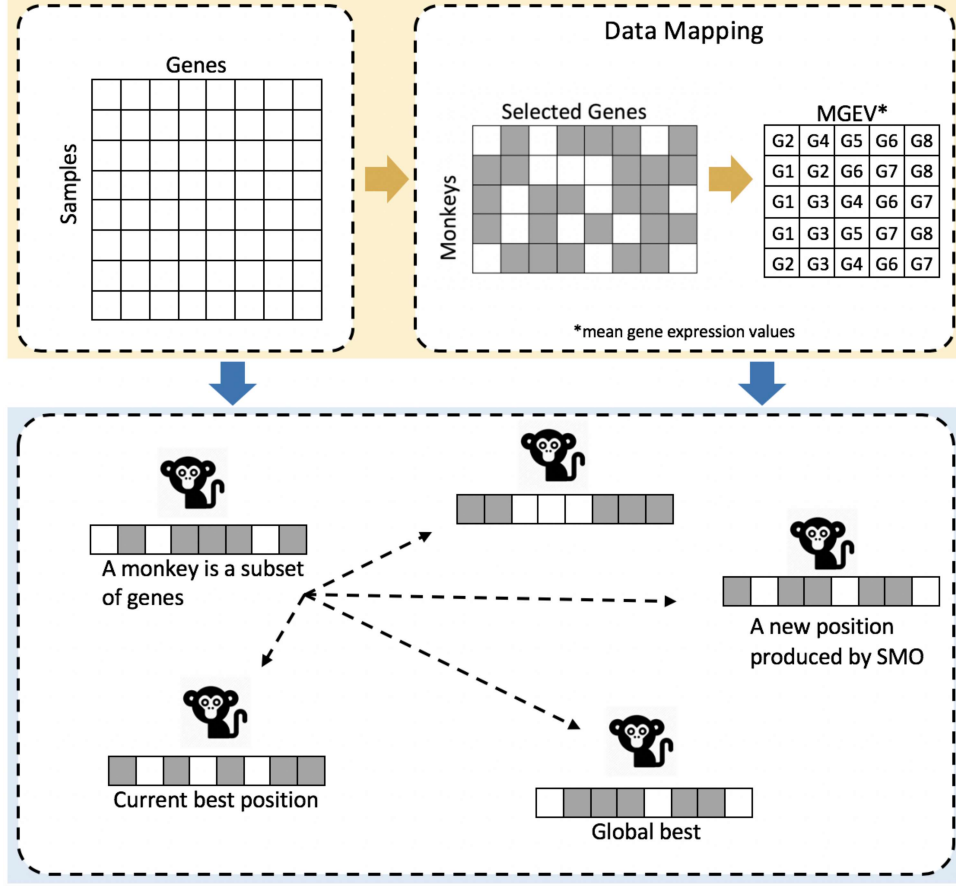 Genes
Samples
Data Mapping
Selected Genes
Monkeys
MGEV*
G2 G4 G5 G6 G8
G1 G2 G6 G7 G8
G1 G3 G4 G6 G7
G1 G3 G5 G7 G8
G2 G3 G4 G6 G7
*mean gene expression values
A monkey is a subset
of genes
A new position
produced by SMO
Current best position
Global best